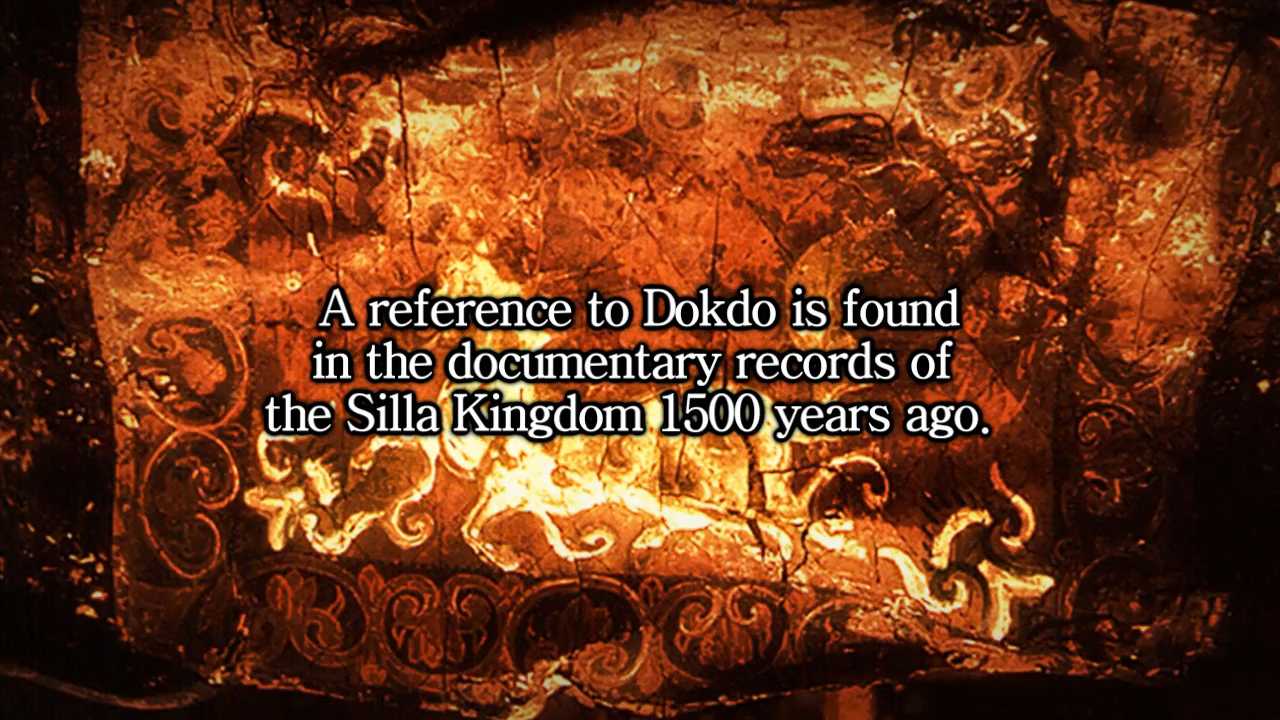 A reference to Dokdo is found
in the documentary records of
the Silla Kingdom 1500 years ago.